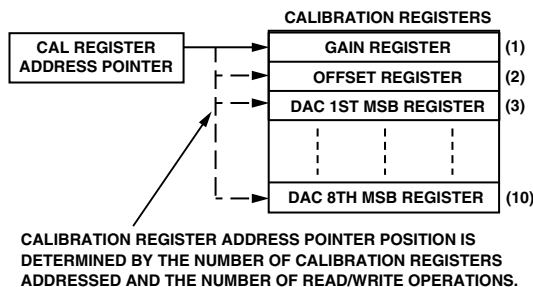 CALIBRATION REGISTERS
CAL REGISTER
ADDRESS POINTER
GAIN REGISTER (1)
OFFSET REGISTER (2)
DAC 1ST MSB REGISTER (3)
DAC 8TH MSB REGISTER (10)
CALIBRATION REGISTER ADDRESS POINTER POSITION IS
DETERMINED BY THE NUMBER OF CALIBRATION REGISTERS
ADDRESSED AND THE NUMBER OF READ/WRITE OPERATIONS.